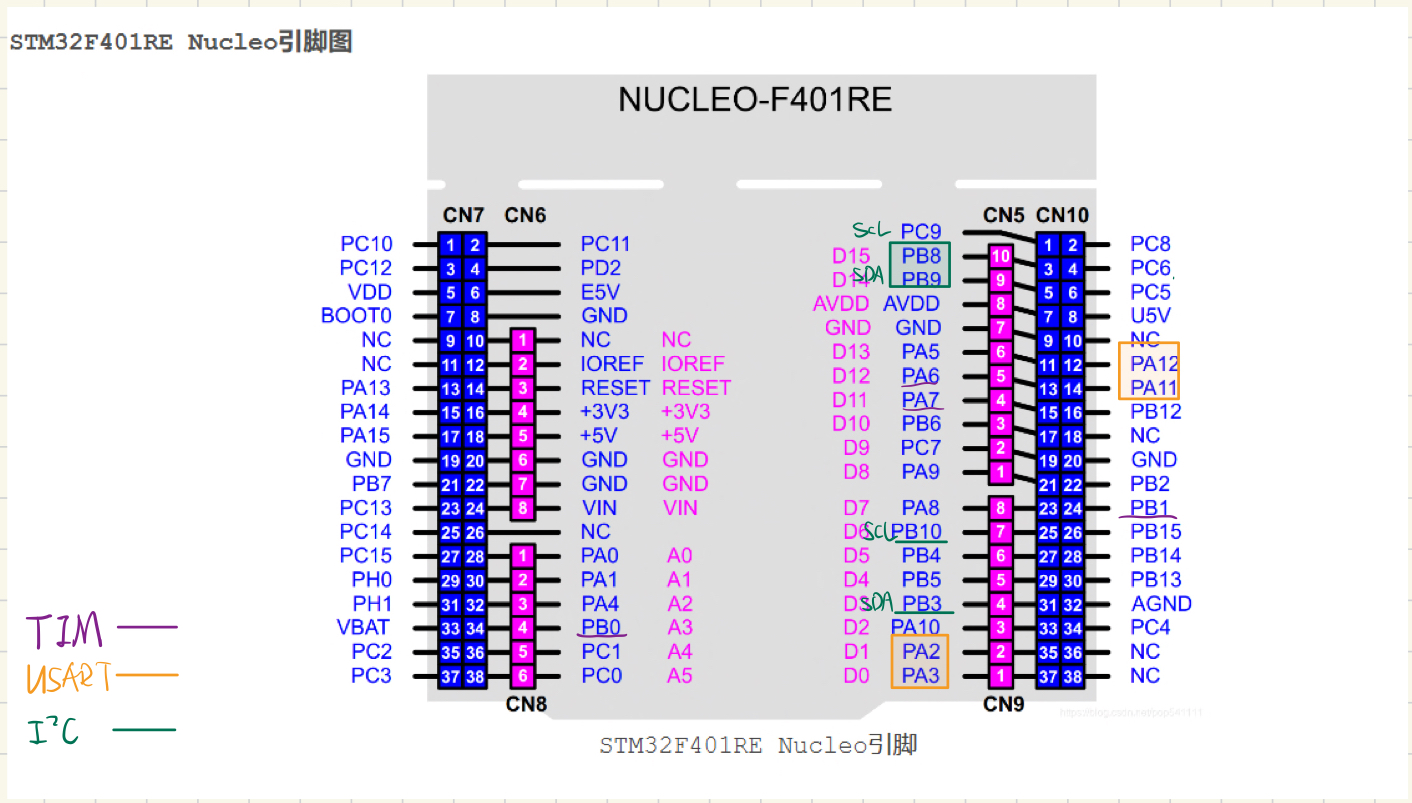 STM32F401RE Nucleo引脚图
NUCLEO-F401RE
CN7 CN6 CN5 CN10
SCL PC9
PC10 1 2 PC11 1 2 PC8
D15 PB8 10
PC12 3 4 PD2 3 4 PC6
SDA D14 PB9 9
VDD 5 6 E5V 5 6 PC5
AVDD AVDD 8
BOOT0 7 8 GND 7 8 U5V
GND GND 7
NC 9 10 1 NC NC 9 10 NC
D13 PA5 6
NC 11 12 2 IOREF IOREF 11 12 PA12
D12 PA6 5
PA13 13 14 3 RESET RESET 13 14 PA11
D11 PA7 4
PA14 15 16 4 +3V3 +3V3 15 16 PB12
D10 PB6 3
PA15 17 18 5 +5V +5V 17 18 NC
D9 PC7 2
GND 19 20 6 GND GND 19 20 GND
D8 PA9 1
PB7 21 22 7 GND GND 21 22 PB2
PC13 23 24 8 VIN VIN D7 PA8 8 23 24 PB1
PC14 25 26 NC D6 SCL PB10 7 25 26 PB15
PC15 27 28 1 PA0 A0 D5 PB4 6 27 28 PB14
PH0 29 30 2 PA1 A1 D4 PB5 5 29 30 PB13
PH1 31 32 3 PA4 A2 D3 SDA PB3 4 31 32 AGND
VBAT 33 34 4 PB0 A3 D2 PA10 3 33 34 PC4
PC2 35 36 5 PC1 A4 D1 PA2 2 35 36 NC
PC3 37 38 6 PC0 A5 D0 PA3 1 37 38 NC
CN8 CN9
TIM
USART
I²C
STM32F401RE Nucleo引脚